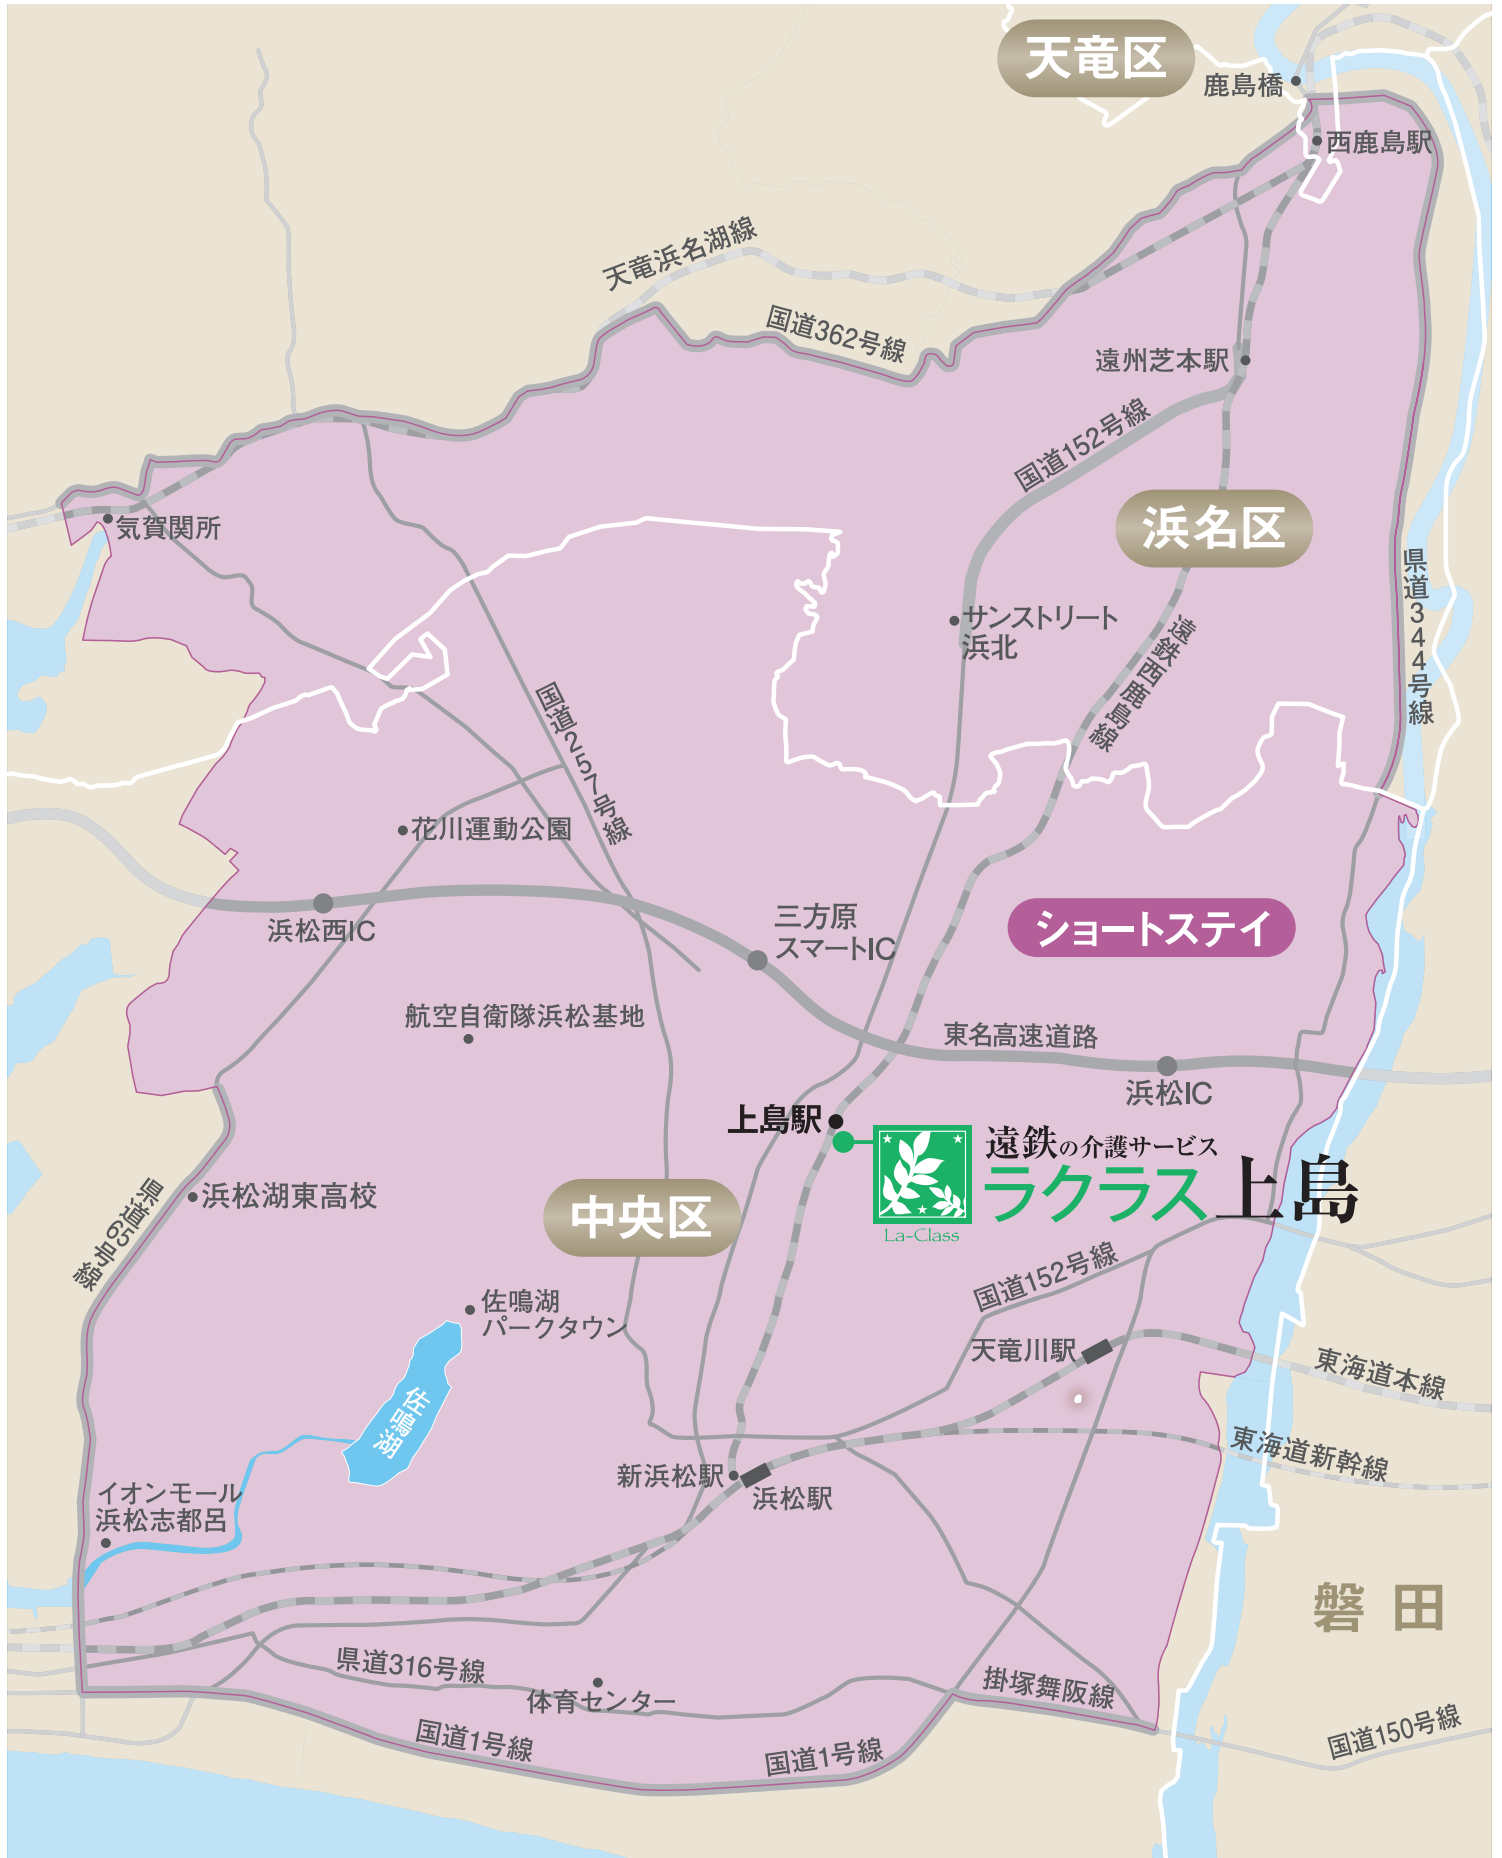 天竜区
鹿島橋
西鹿島駅
天竜浜名湖線
国道362号線
遠州芝本駅
国道152号線
浜名区
気賀関所
県道344号線
サンストリート
浜北
遠鉄西鹿島線
国道257号線
花川運動公園
浜松西IC
三方原
スマートIC
ショートステイ
航空自衛隊浜松基地
東名高速道路
浜松IC
上島駅
遠鉄の介護サービス
ラクラス上島
La-Class
県道65号線
浜松湖東高校
中央区
国道152号線
佐鳴湖
パークタウン
天竜川駅
東海道本線
佐鳴湖
東海道新幹線
新浜松駅
浜松駅
イオンモール
浜松志都呂
磐田
県道316号線
体育センター
掛塚舞阪線
国道1号線
国道1号線
国道150号線